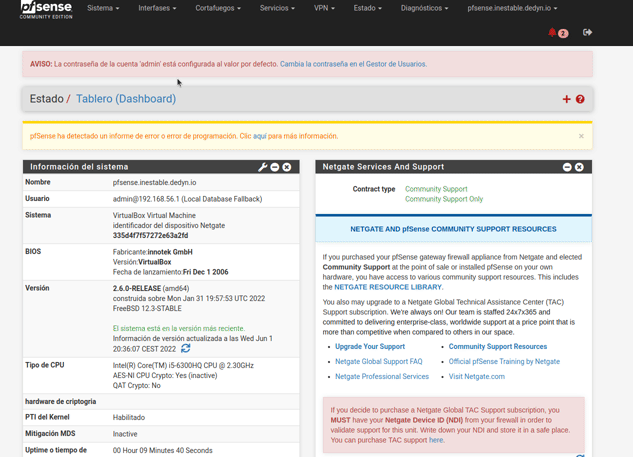 pfsense
COMMUNITY EDITION
Sistema
Interfases
Cortafuegos
Servicios
VPN
Estado
Diagnósticos
pfsense.inestable.dedyn.io
2
AVISO: La contraseña de la cuenta 'admin' está configurada al valor por defecto. Cambia la contraseña en el Gestor de Usuarios.
Estado / Tablero (Dashboard)
pfSense ha detectado un informe de error o error de programación. Clic aquí para más información.
Información del sistema
Nombre
pfsense.inestable.dedyn.io
Usuario
admin@192.168.56.1 (Local Database Fallback)
Sistema
VirtualBox Virtual Machine
identificador del dispositivo Netgate
335d4f7f57272e63a2fd
BIOS
Fabricante:innotek GmbH
Versión:VirtualBox
Fecha de lanzamiento:Fri Dec 1 2006
Versión
2.6.0-RELEASE (amd64)
construida sobre Mon Jan 31 19:57:53 UTC 2022
FreeBSD 12.3-STABLE
El sistema está en la versión más reciente.
Información de versión actualizada a las Wed Jun 1
20:36:07 CEST 2022
Tipo de CPU
Intel(R) Core(TM) i5-6300HQ CPU @ 2.30GHz
AES-NI CPU Crypto: Yes (inactive)
QAT Crypto: No
hardware de criptogria
PTI del Kernel
Habilitado
Mitigación MDS
Inactive
Uptime o tiempo de
00 Hour 09 Minutes 40 Seconds
Netgate Services And Support
Contract type
Community Support
Community Support Only
NETGATE AND pfSense COMMUNITY SUPPORT RESOURCES
If you purchased your pfSense gateway firewall appliance from Netgate and elected
Community Support at the point of sale or installed pfSense on your own
hardware, you have access to various community support resources. This includes
the NETGATE RESOURCE LIBRARY.
You also may upgrade to a Netgate Global Technical Assistance Center (TAC)
Support subscription. We're always on! Our team is staffed 24x7x365 and
committed to delivering enterprise-class, worldwide support at a price point that is
more than competitive when compared to others in our space.
Upgrade Your Support
Community Support Resources
Netgate Global Support FAQ
Official pfSense Training by Netgate
Netgate Professional Services
Visit Netgate.com
If you decide to purchase a Netgate Global TAC Support subscription, you
MUST have your Netgate Device ID (NDI) from your firewall in order to
validate support for this unit. Write down your NDI and store it in a safe place.
You can purchase TAC support here.